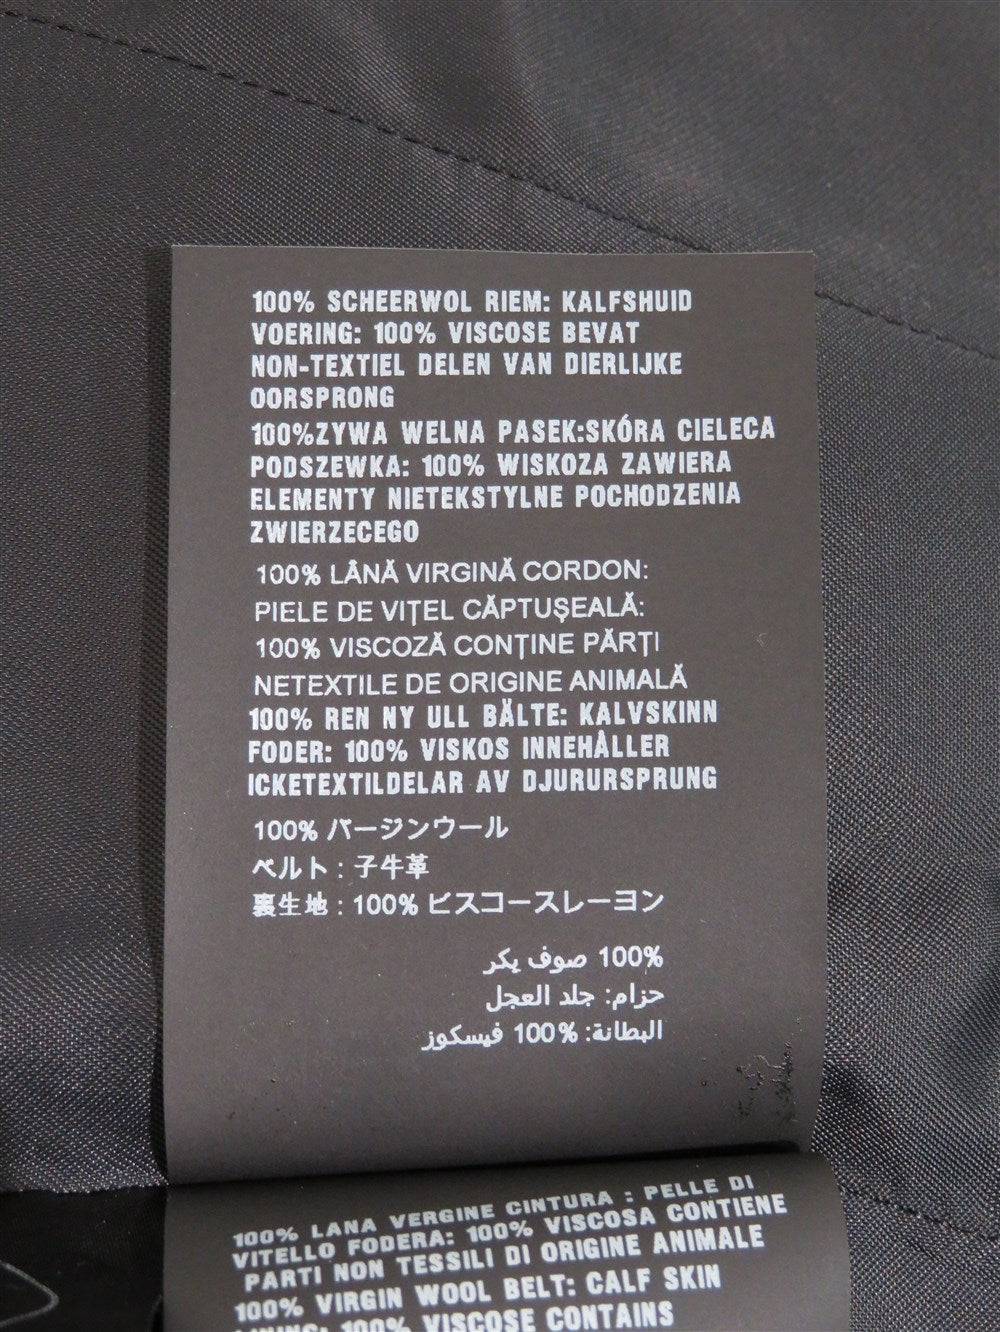 100% SCHEERWOL RIEM: KALFSHUID
VOERING: 100% VISCOSE BEVAT
NON-TEXTIEL DELEN VAN DIERLIJKE
OORSPRONG
100%ZYWA WELNA PASEK:SKÓRA CIELECA
PODSZEWKA: 100% WISKOZA ZAWIERA
ELEMENTY NIETEKSTYLNE POCHODZENIA
ZWIERZECEGO
100% LÂNĂ VIRGINĂ CORDON:
PIELE DE VIȚEL CĂPTUȘEALĂ:
100% VISCOZĂ CONȚINE PĂRȚI
NETEXTILE DE ORIGINE ANIMALĂ
100% REN NY ULL BÄLTE: KALVSKINN
FODER: 100% VISKOS INNEHÅLLER
ICKETEXTILDELAR AV DJURURSPRUNG
100% バージンウール
ベルト : 子牛革
裏生地 : 100% ビスコースレーヨン
100% صوف يكر
حزام: جلد العجل
البطانة: 100% فيسكوز
100% LANA VERGINE CINTURA : PELLE DI
VITELLO FODERA: 100% VISCOSA CONTIENE
PARTI NON TESSILI DI ORIGINE ANIMALE
100% VIRGIN WOOL BELT: CALF SKIN
LINING: 100% VISCOSE CONTAINS